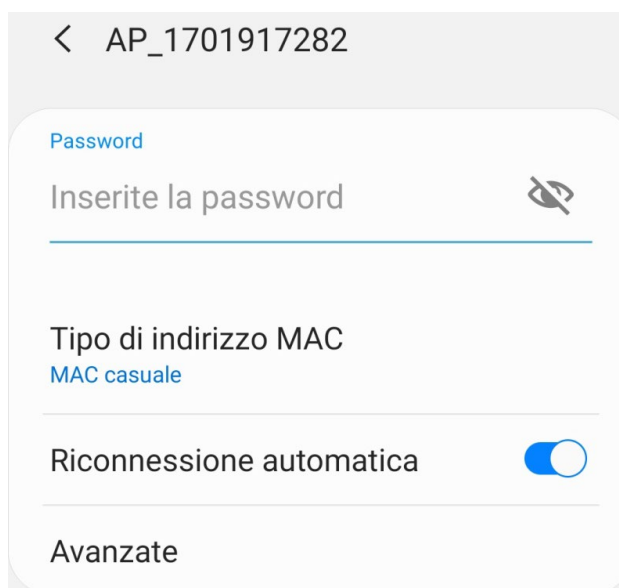 AP_1701917282
Password
Inserite la password
Tipo di indirizzo MAC
MAC casuale
Riconnessione automatica
Avanzate